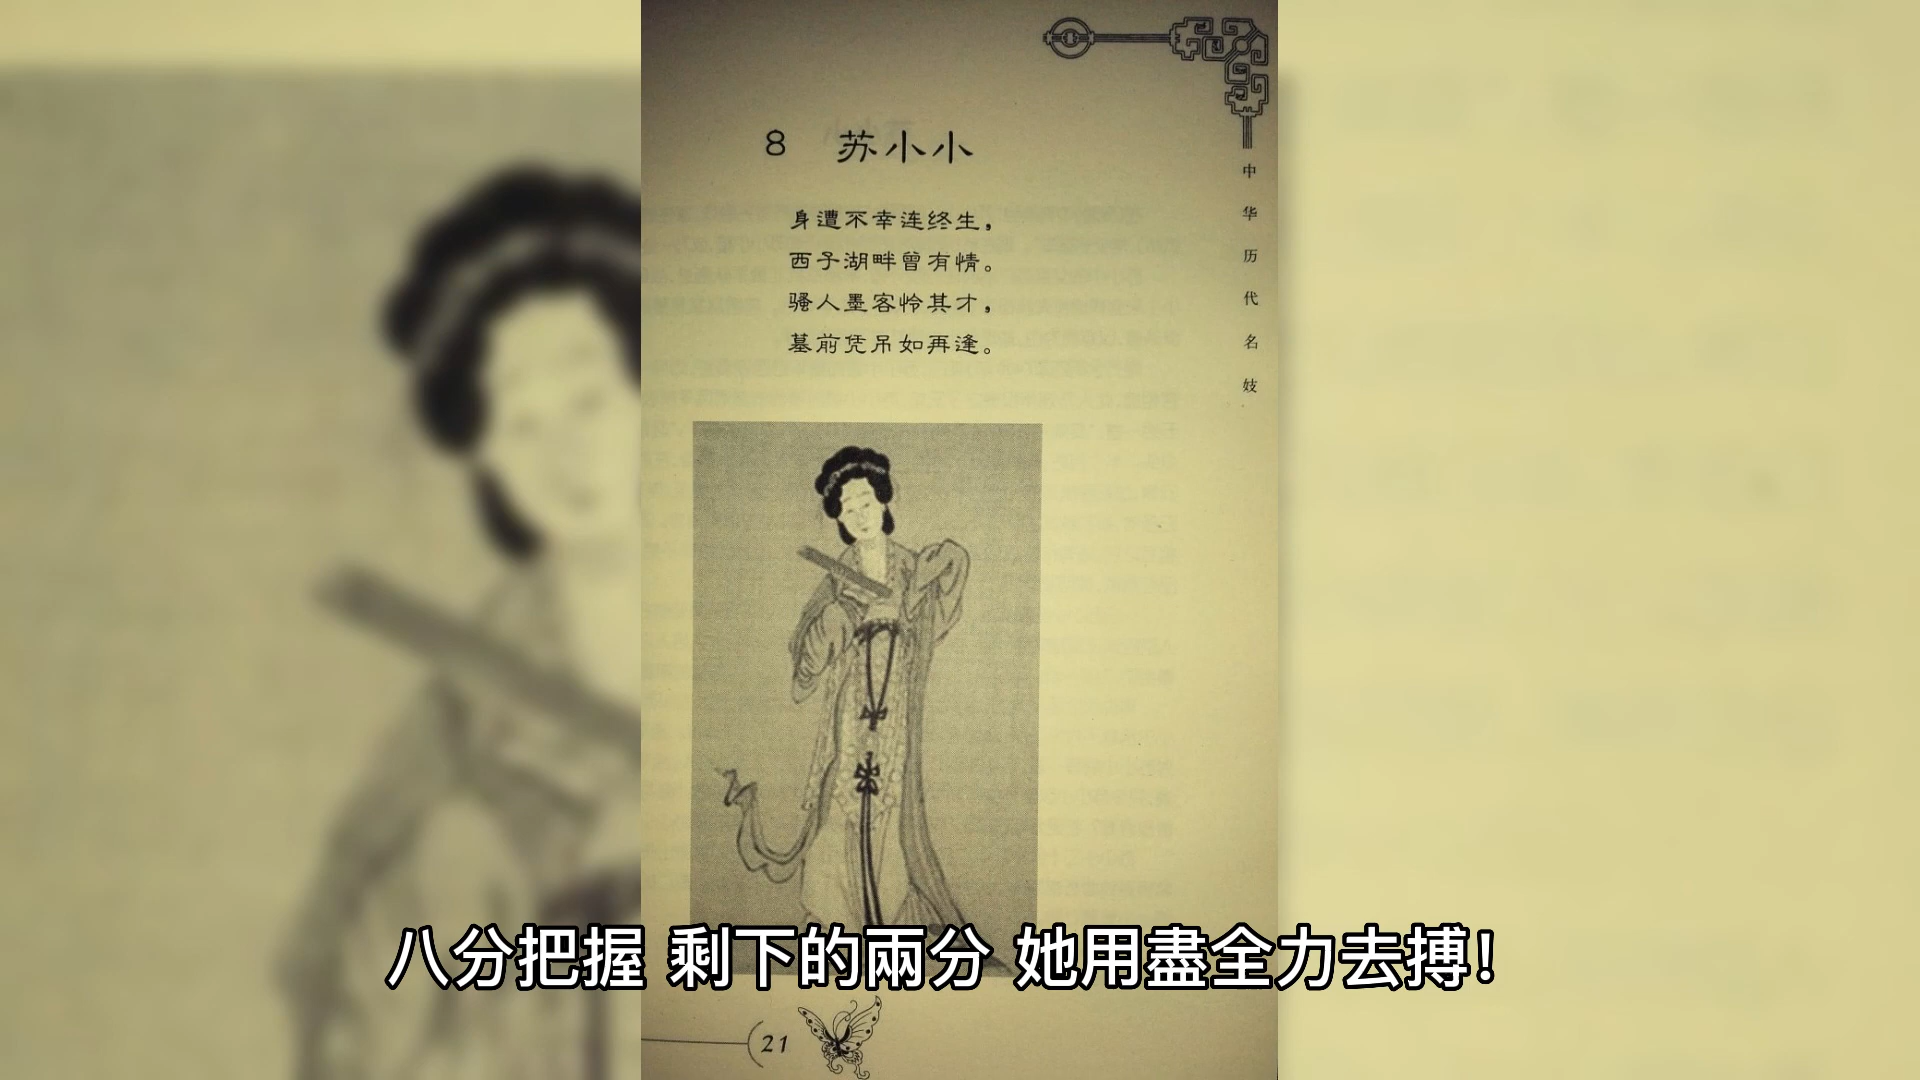 8 苏小小
身遭不幸连终生，
西子湖畔曾有情。
骚人墨客怜其才，
墓前凭吊如再逢。
中华历代名妓
八分把握 剩下的兩分 她用盡全力去搏！
21